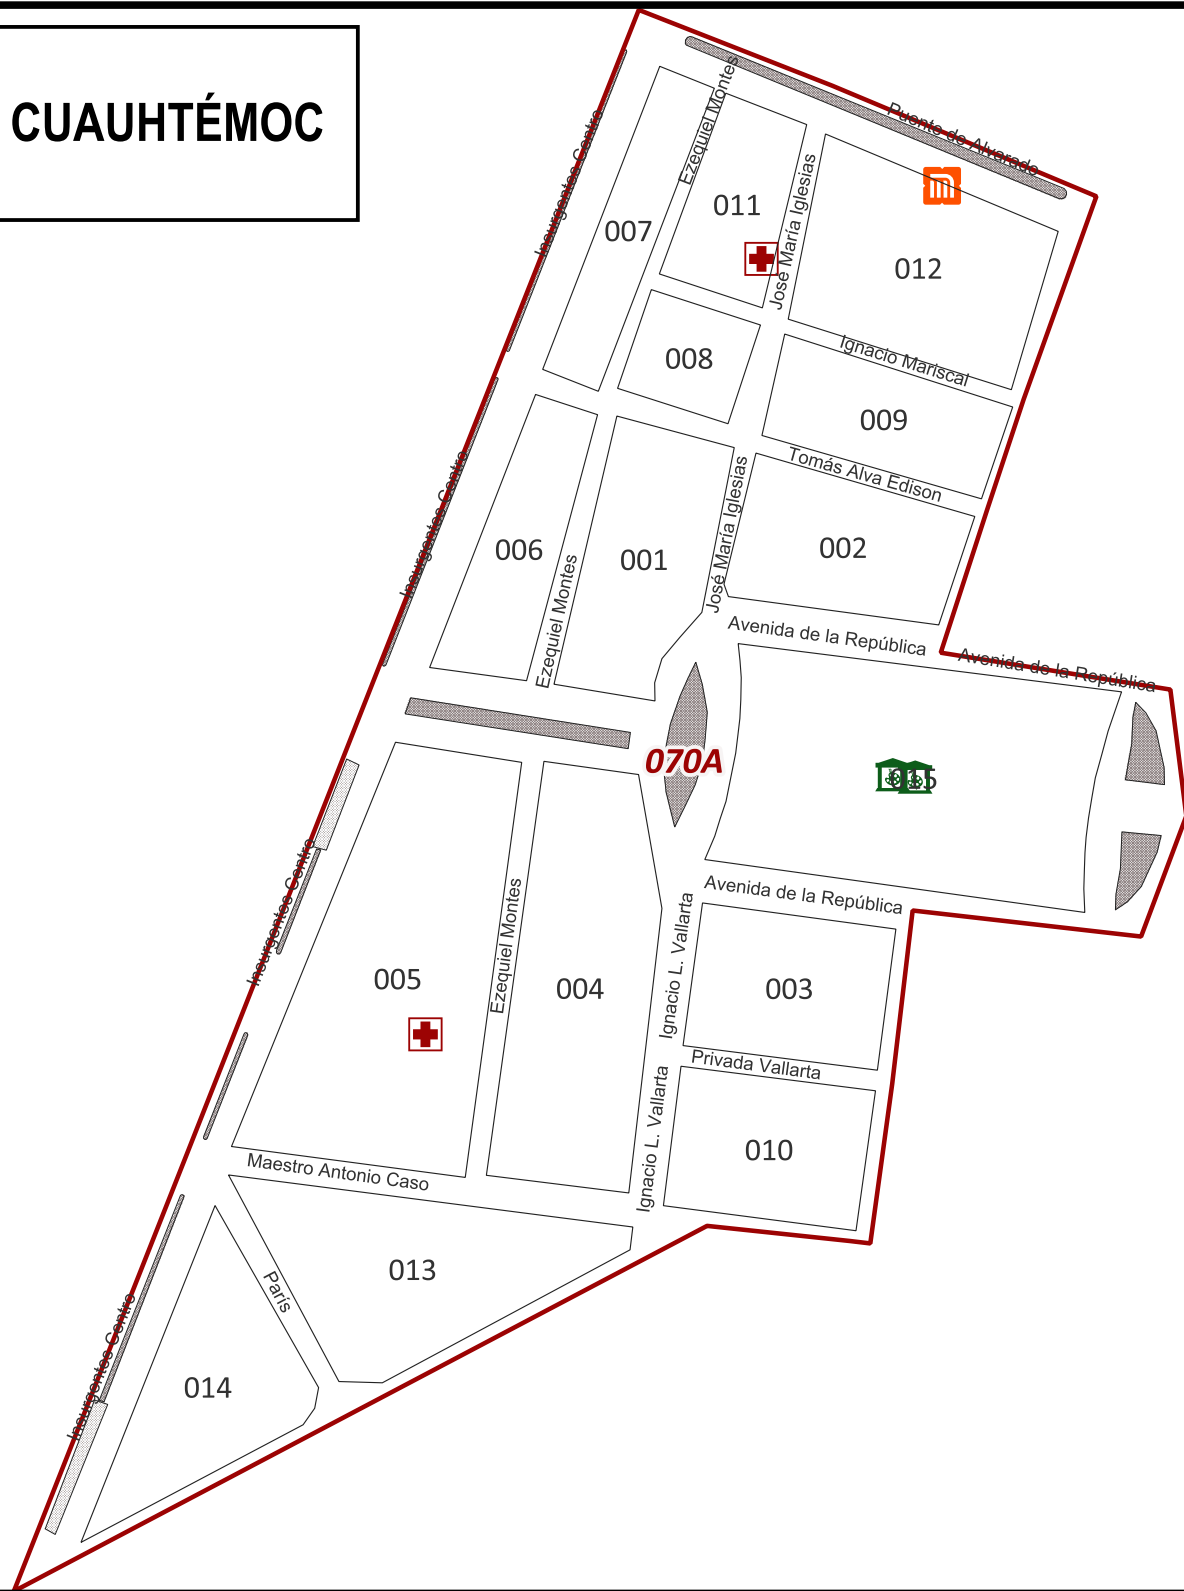 CUAUHTÉMOC
Puente de Alvarado
Ezequiel Montes
Insurgentes Centro
José María Iglesias
011
007
012
Ignacio Mariscal
008
009
Tomás Alva Edison
Insurgentes Centro
José María Iglesias
006
001
002
Ezequiel Montes
Avenida de la República
Avenida de la República
070A
015
Insurgentes Centro
Ezequiel Montes
Avenida de la República
Ignacio L. Vallarta
005
004
003
Privada Vallarta
Ignacio L. Vallarta
010
Maestro Antonio Caso
013
París
Insurgentes Centro
014